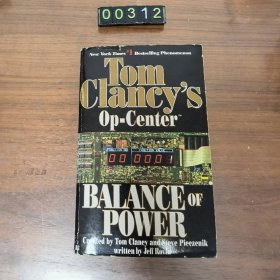 00312
New York Times #1 Bestselling Phenomenon
Tom
Clancy's
Op-Center™
00 0001
BALANCE OF
POWER
Created by Tom Clancy and Steve Pieczenik
written by Jeff Rovin